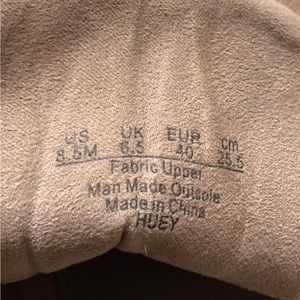 US UK EUR cm
8.5M 6.5 40 25.5
Fabric Upper
Man Made Outsole
Made in China
HUEY